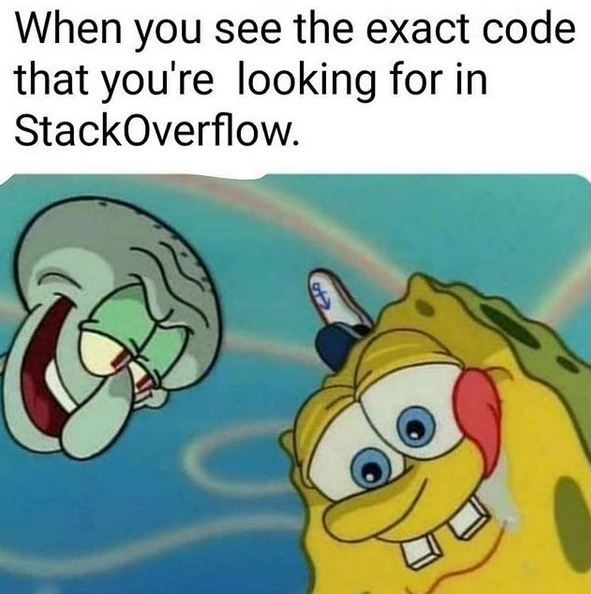 When you see the exact code
that you're looking for in
StackOverflow.